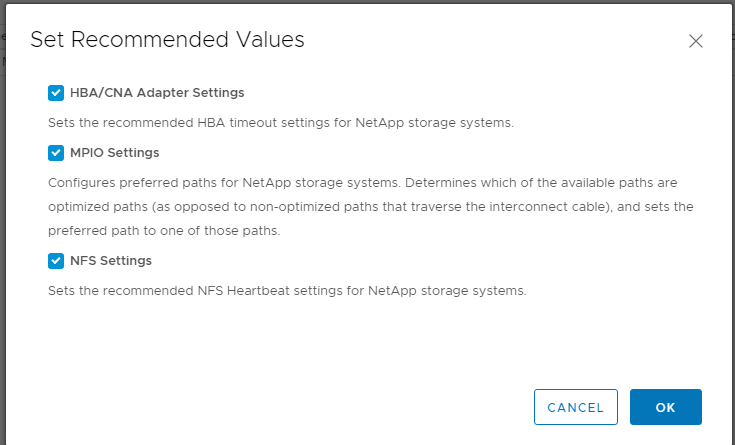 Set Recommended Values
HBA/CNA Adapter Settings
Sets the recommended HBA timeout settings for NetApp storage systems.
MPIO Settings
Configures preferred paths for NetApp storage systems. Determines which of the available paths are
optimized paths (as opposed to non-optimized paths that traverse the interconnect cable), and sets the
preferred path to one of those paths.
NFS Settings
Sets the recommended NFS Heartbeat settings for NetApp storage systems.
CANCEL
OK